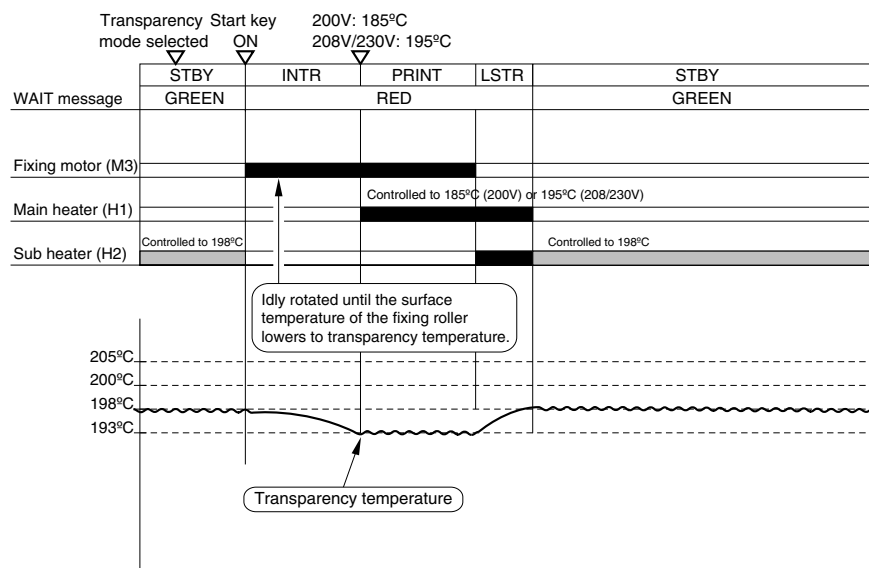 Transparency Start key 200V: 185ºC
mode selected ON 208V/230V: 195ºC
STBY INTR PRINT LSTR STBY
WAIT message GREEN RED GREEN
Fixing motor (M3)
Controlled to 185ºC (200V) or 195ºC (208/230V)
Main heater (H1)
Controlled to 198ºC Controlled to 198ºC
Sub heater (H2)
Idly rotated until the surface
temperature of the fixing roller
lowers to transparency temperature.
205ºC
200ºC
198ºC
193ºC
Transparency temperature